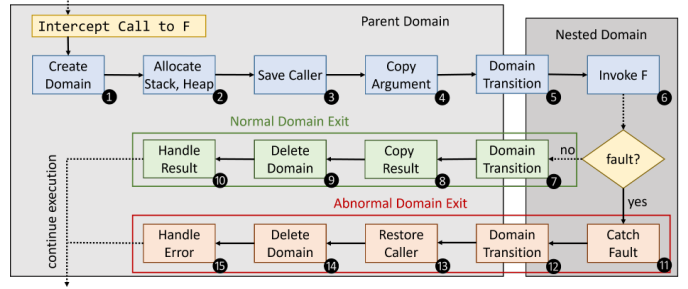 Parent Domain
Intercept Call to F
Nested Domain
Create
Domain
1
Allocate
Stack, Heap
2
Save Caller
3
Copy
Argument
4
Domain
Transition
5
Invoke F
6
Normal Domain Exit
fault?
no
yes
Domain
Transition
7
Copy
Result
8
Delete
Domain
9
Handle
Result
10
continue execution
Abnormal Domain Exit
Catch
Fault
11
Domain
Transition
12
Restore
Caller
13
Delete
Domain
14
Handle
Error
15